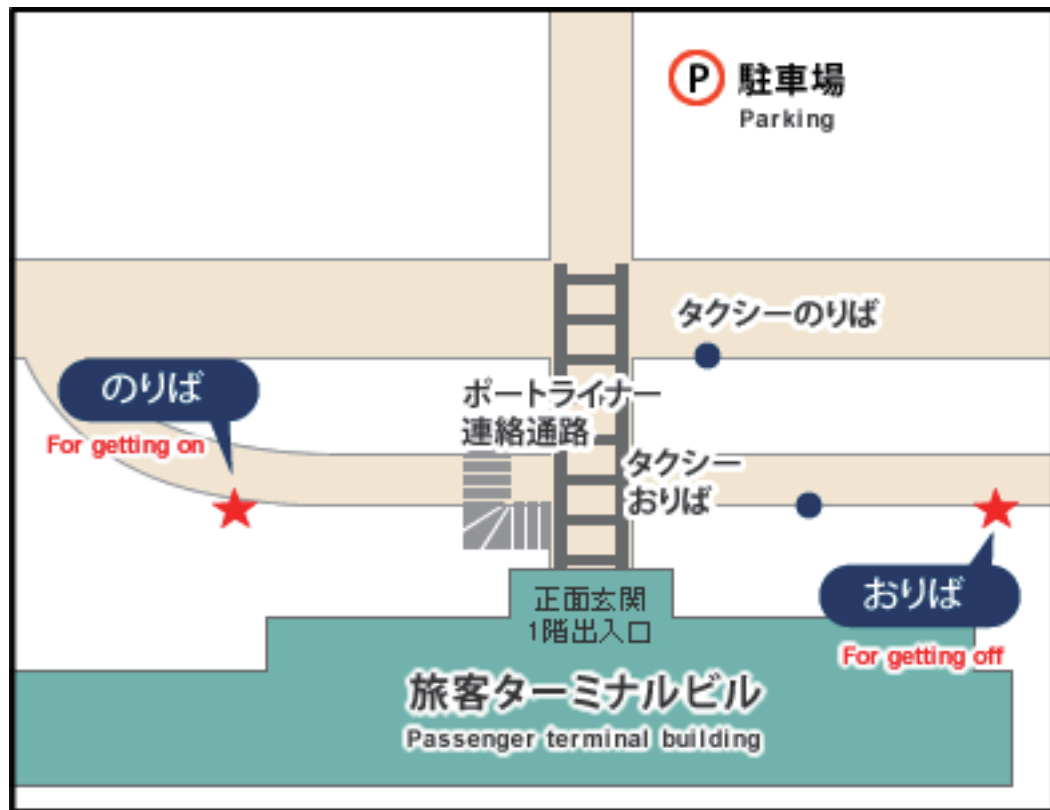 P 駐車場
Parking
タクシーのりば
のりば
For getting on
ポートライナー
連絡通路
タクシー
おりば
おりば
For getting off
正面玄関
1階出入口
旅客ターミナルビル
Passenger terminal building